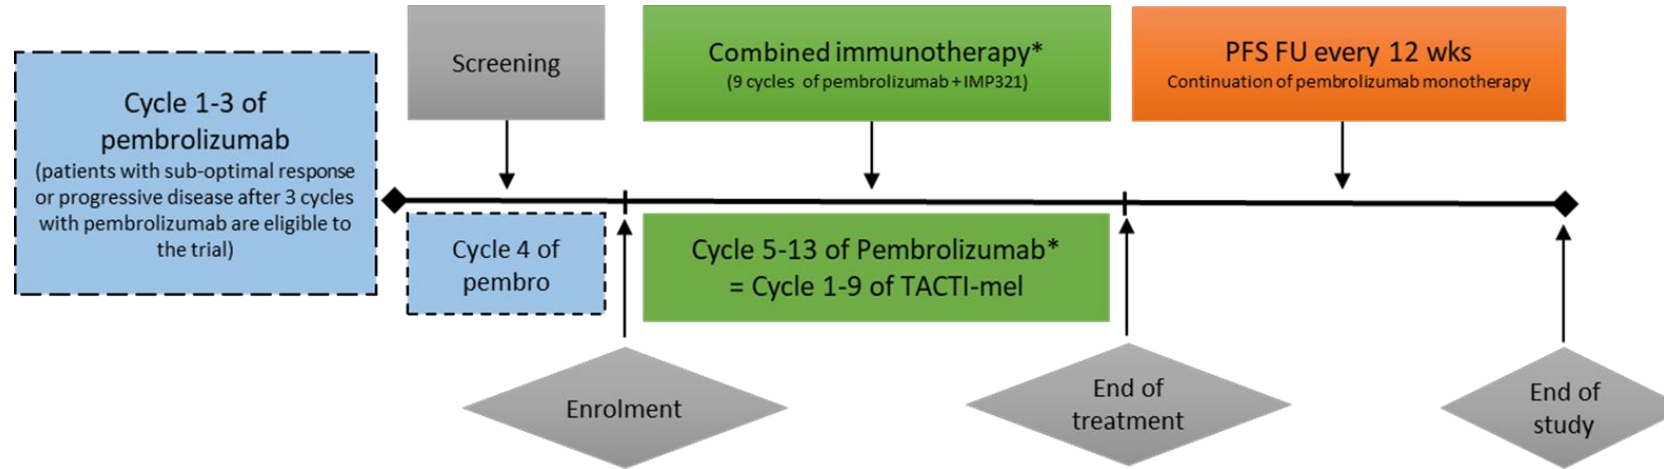 Cycle 1-3 of
pembrolizumab
(patients with sub-optimal response
or progressive disease after 3 cycles
with pembrolizumab are eligible to
the trial)
Screening
Combined immunotherapy*
(9 cycles of pembrolizumab + IMP321)
PFS FU every 12 wks
Continuation of pembrolizumab monotherapy
Cycle 4 of
pembro
Cycle 5-13 of Pembrolizumab*
= Cycle 1-9 of TACTI-mel
Enrolment
End of
treatment
End of
study